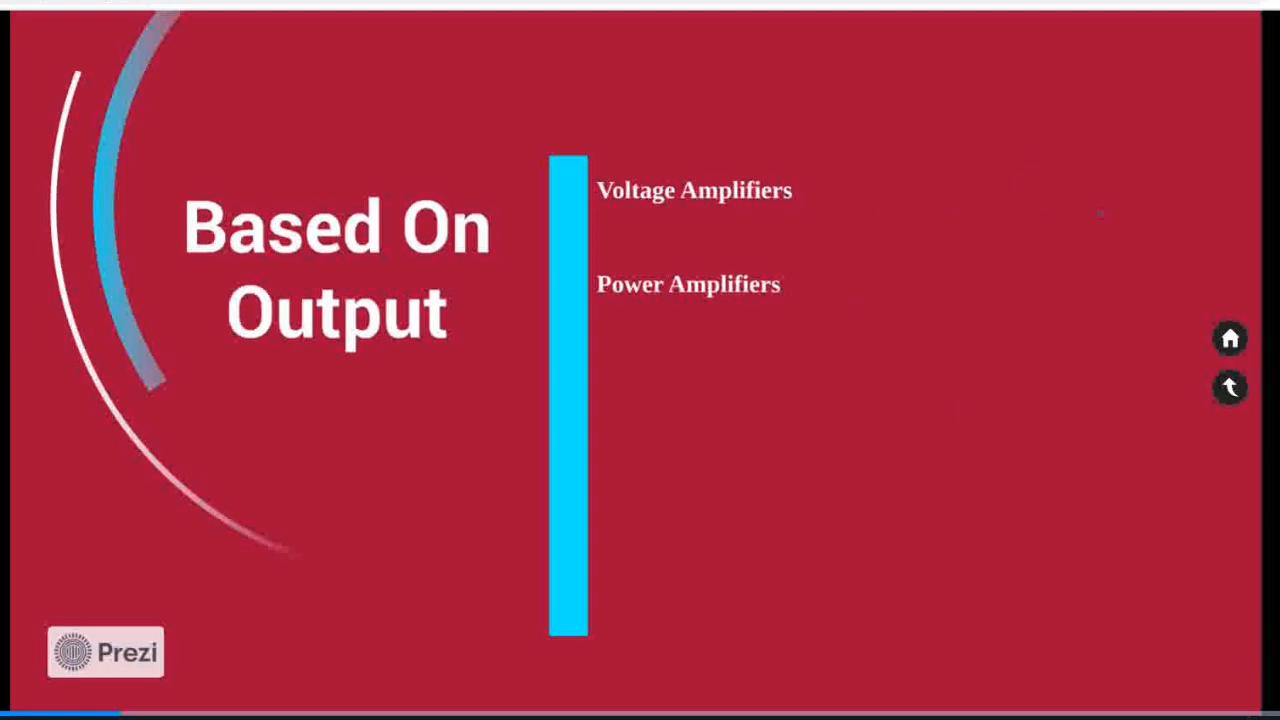 Based On
Output
Voltage Amplifiers
Power Amplifiers
Prezi